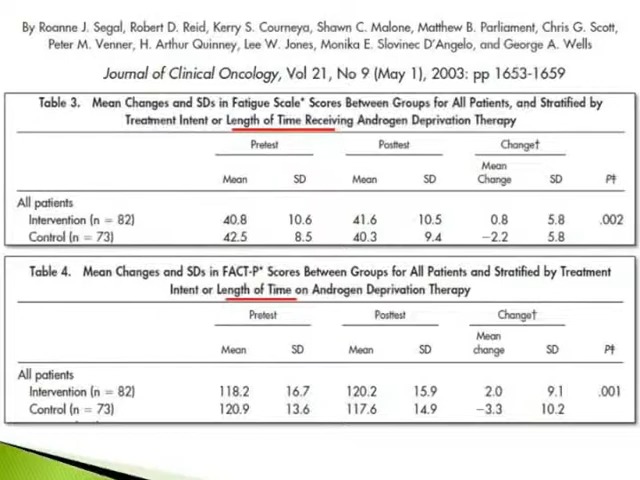 By Roanne J. Segal, Robert D. Reid, Kerry S. Courneya, Shawn C. Malone, Matthew B. Parliament, Chris G. Scott,
Peter M. Venner, H. Arthur Quinney, Lee W. Jones, Monika E. Slovinec D'Angelo, and George A. Wells
Journal of Clinical Oncology, Vol 21, No 9 (May 1), 2003: pp 1653-1659
Table 3. Mean Changes and SDs in Fatigue Scale* Scores Between Groups for All Patients, and Stratified by
Treatment Intent or Length of Time Receiving Androgen Deprivation Therapy
Pretest Posttest Change†
Mean SD Mean SD Mean Change SD P‡
All patients
Intervention (n = 82) 40.8 10.6 41.6 10.5 0.8 5.8 .002
Control (n = 73) 42.5 8.5 40.3 9.4 −2.2 5.8
Table 4. Mean Changes and SDs in FACT-P* Scores Between Groups for All Patients and Stratified by Treatment
Intent or Length of Time on Androgen Deprivation Therapy
Pretest Posttest Change†
Mean SD Mean SD Mean change SD P‡
All patients
Intervention (n = 82) 118.2 16.7 120.2 15.9 2.0 9.1 .001
Control (n = 73) 120.9 13.6 117.6 14.9 −3.3 10.2